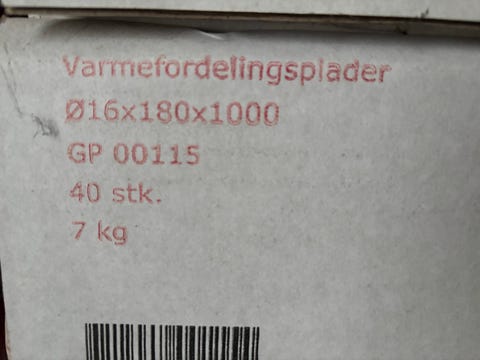 Varmefordelingsplader
Ø16x180x1000
GP 00115
40 stk.
7 kg